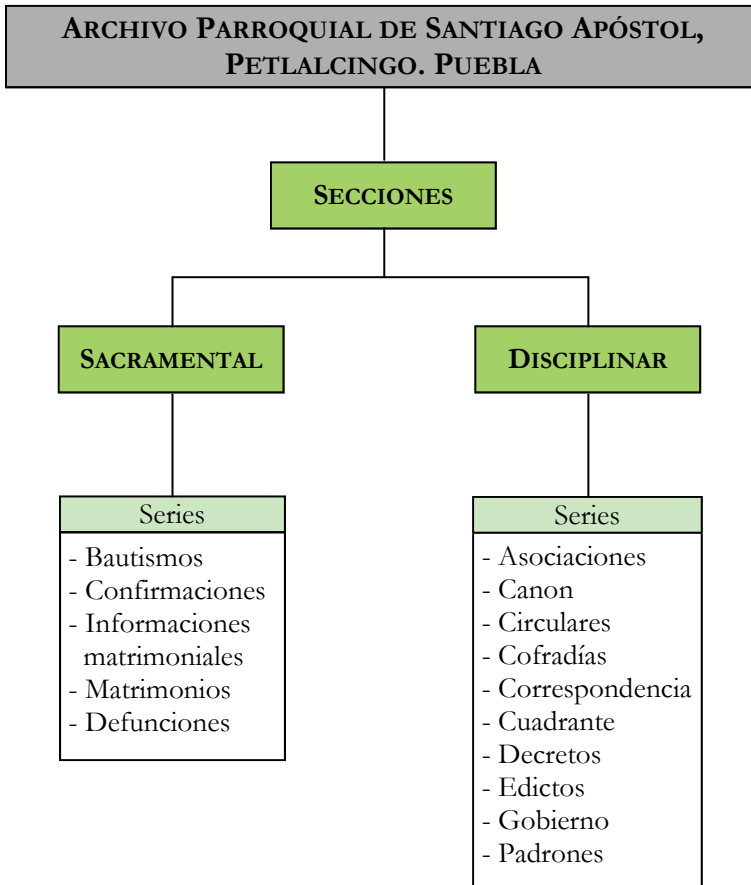 ARCHIVO PARROQUIAL DE SANTIAGO APÓSTOL,
PETLALCINGO. PUEBLA
SECCIONES
SACRAMENTAL
Series
- Bautismos
- Confirmaciones
- Informaciones
matrimoniales
- Matrimonios
- Defunciones
DISCIPLINAR
Series
- Asociaciones
- Canon
- Circulares
- Cofradías
- Correspondencia
- Cuadrante
- Decretos
- Edictos
- Gobierno
- Padrones